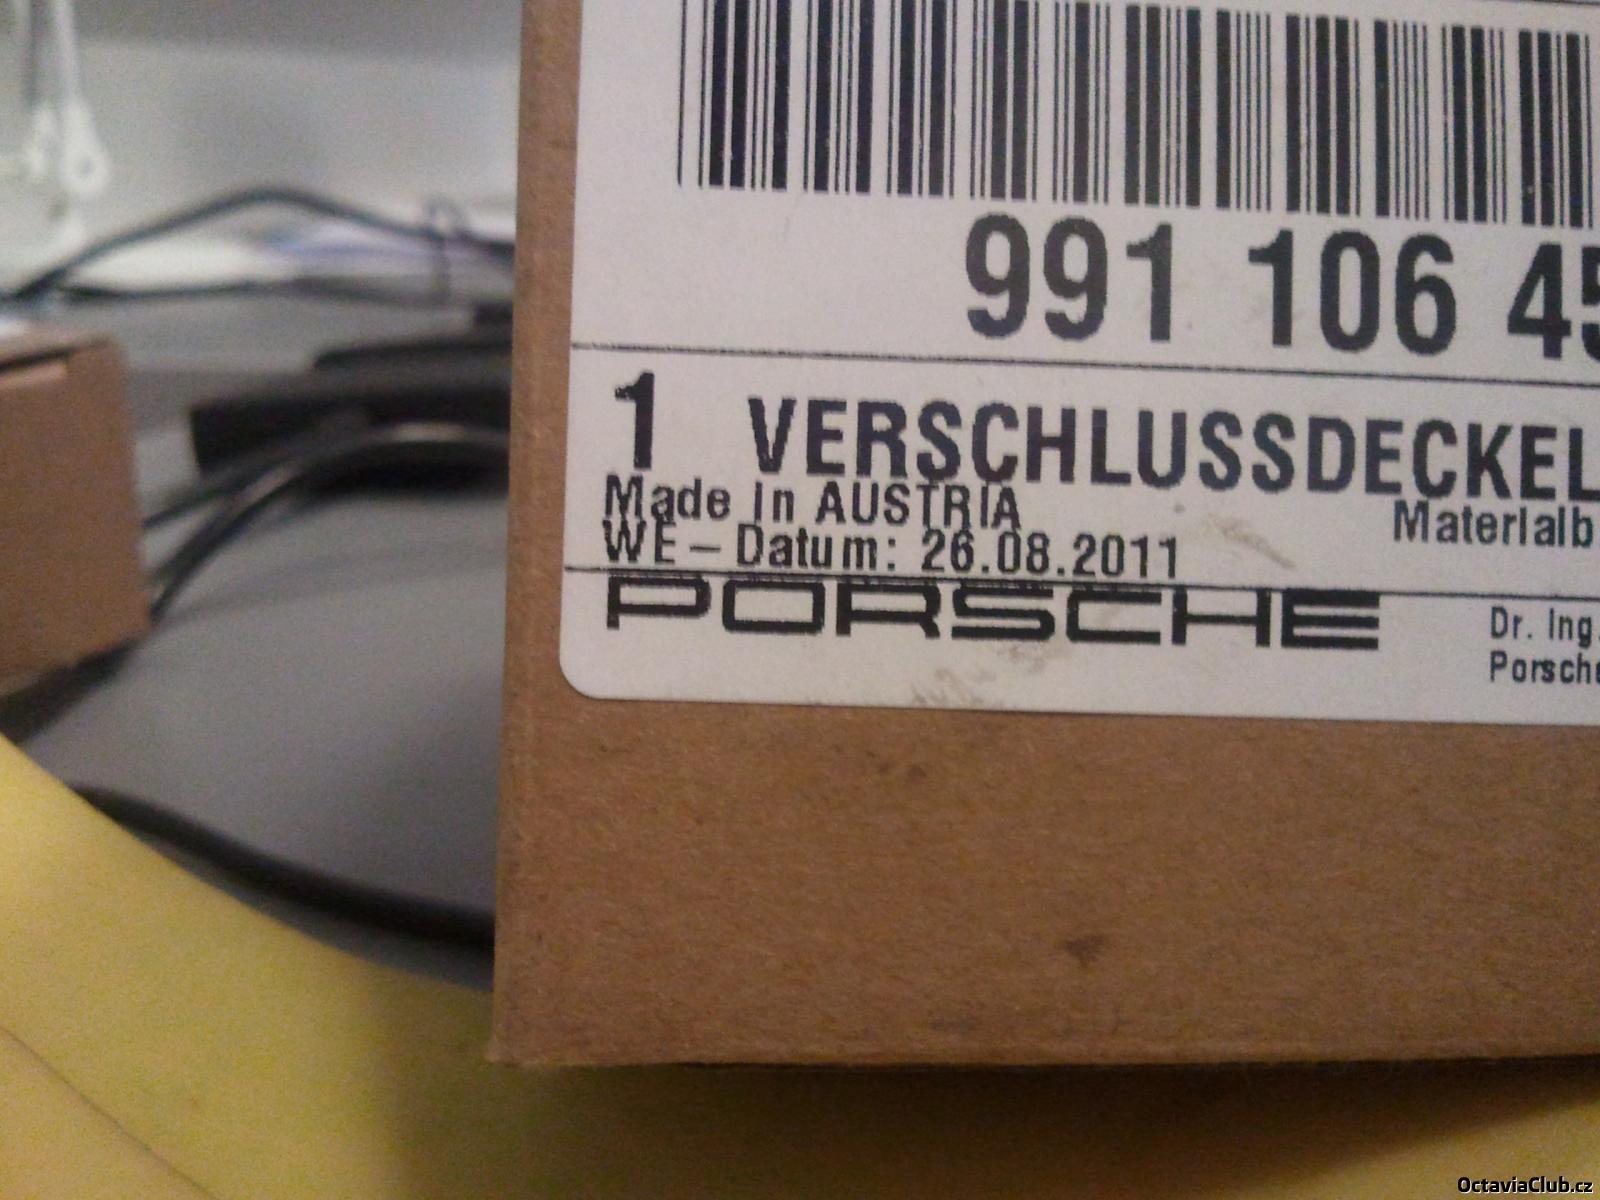 991 106 45
1 VERSCHLUSSDECKEL
Made in AUSTRIA
Materialb
WE-Datum: 26.08.2011
PORSCHE
Dr. Ing.
Porsche
OctaviaClub.cz